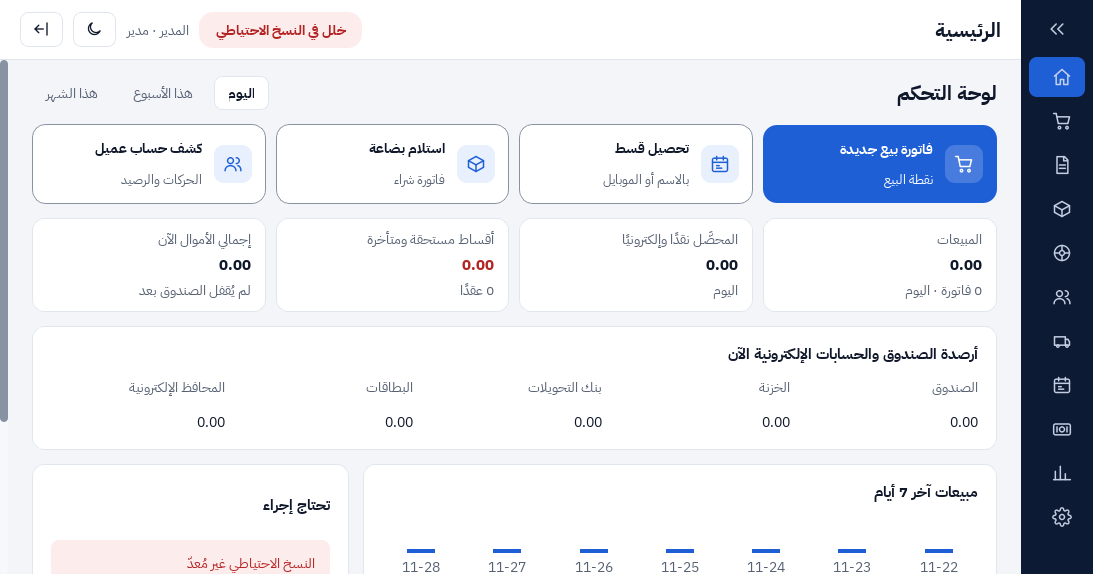 الرئيسية
خلل في النسخ الاحتياطي
المدير · مدير
لوحة التحكم
اليوم
هذا الأسبوع
هذا الشهر
فاتورة بيع جديدة
نقطة البيع
تحصيل قسط
بالاسم أو الموبايل
استلام بضاعة
فاتورة شراء
كشف حساب عميل
الحركات والرصيد
المبيعات
0.00
0 فاتورة · اليوم
المحصَّل نقدًا وإلكترونيًا
0.00
اليوم
أقساط مستحقة ومتأخرة
0.00
0 عقدًا
إجمالي الأموال الآن
0.00
لم يُقفل الصندوق بعد
أرصدة الصندوق والحسابات الإلكترونية الآن
الصندوق
الخزنة
بنك التحويلات
البطاقات
المحافظ الإلكترونية
0.00
0.00
0.00
0.00
0.00
مبيعات آخر 7 أيام
11-22
11-23
11-24
11-25
11-26
11-27
11-28
تحتاج إجراء
النسخ الاحتياطي غير مُعدّ